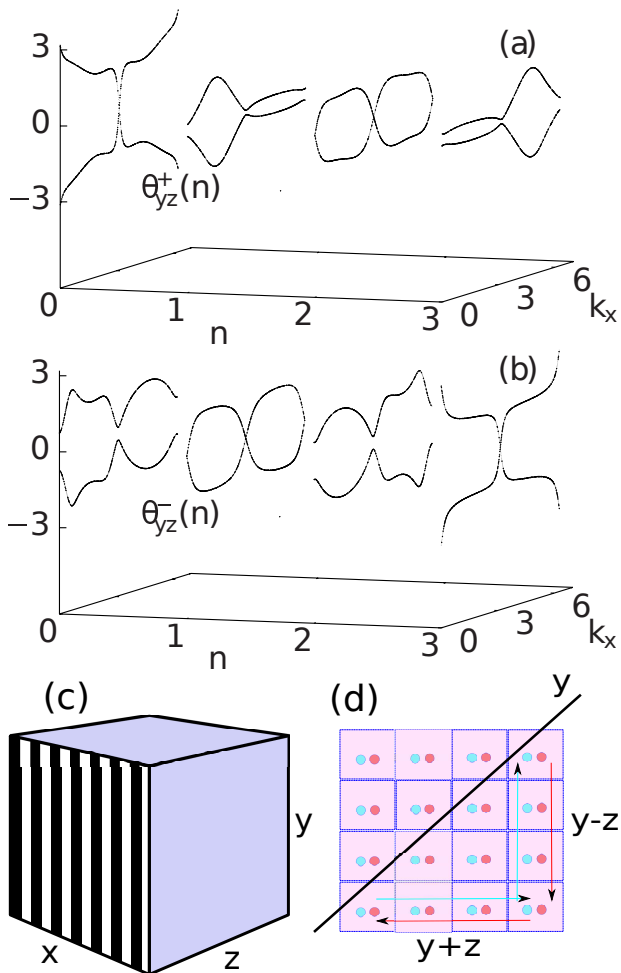 (a)
3
0
−3
θ⁺yz(n)
0
1
2
3
n
0
3
6
kₓ
(b)
3
0
−3
θ⁻yz(n)
0
1
2
3
n
0
3
6
kₓ
(c)
y
x
z
(d)
y
y-z
y+z